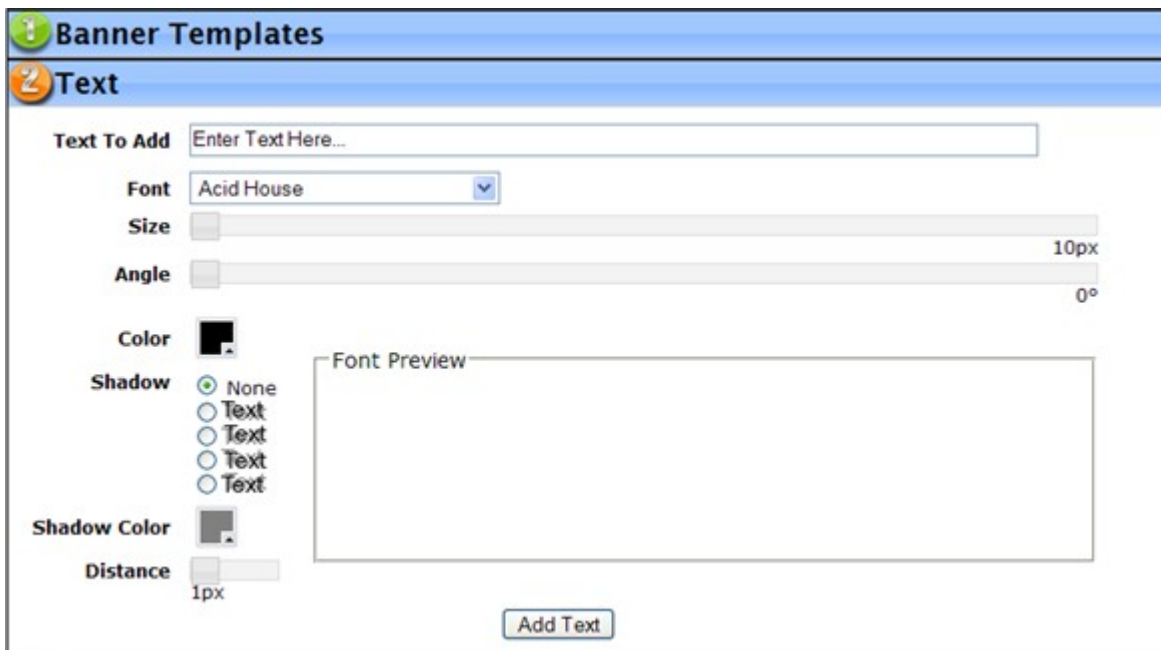 1 Banner Templates
2 Text
Text To Add Enter Text Here...
Font Acid House
Size
10px
Angle
0°
Color
Font Preview
Shadow None
Text
Text
Text
Text
Shadow Color
Distance
1px
Add Text